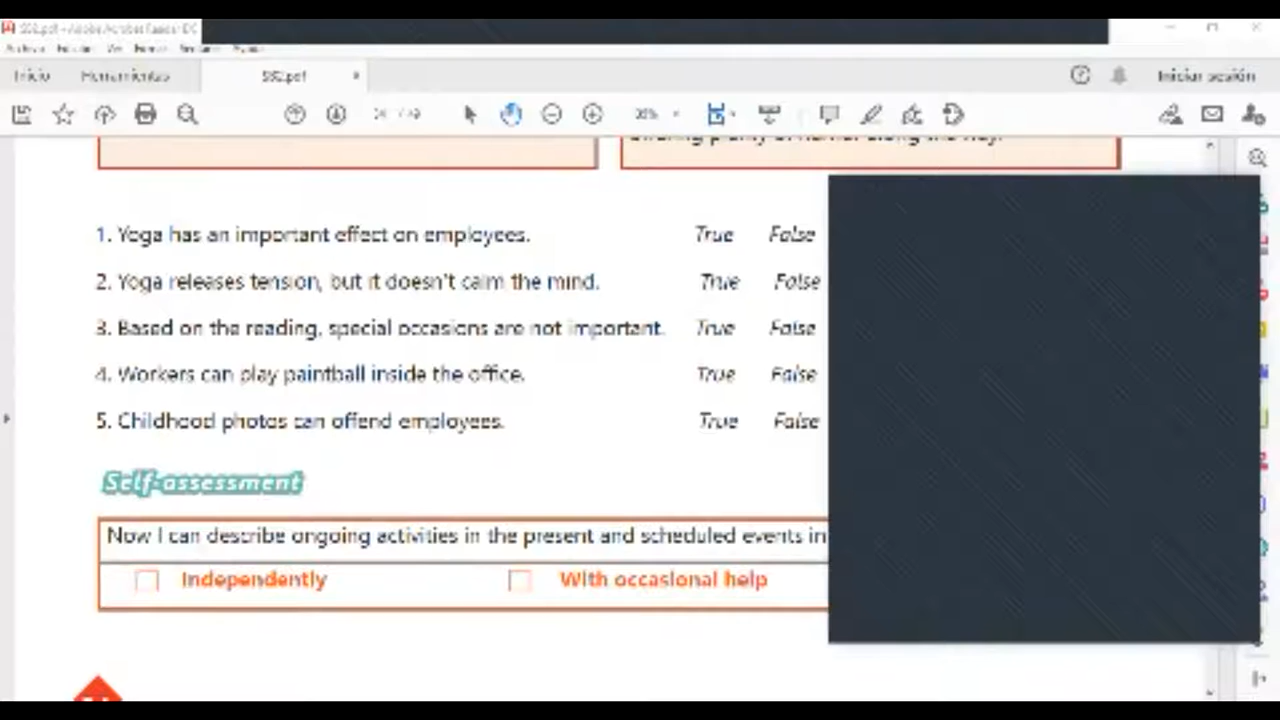 Inicio Herramientas SB2.pdf Iniciar sesión
1. Yoga has an important effect on employees. True False
2. Yoga releases tension, but it doesn't calm the mind. True False
3. Based on the reading, special occasions are not important. True False
4. Workers can play paintball inside the office. True False
5. Childhood photos can offend employees. True False
Self-assessment
Now I can describe ongoing activities in the present and scheduled events in
Independently With occasional help